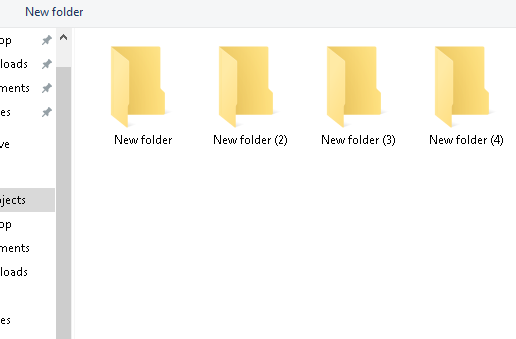 New folder
op
loads
ments
es
ve
jects
op
ments
loads
es
New folder
New folder (2)
New folder (3)
New folder (4)